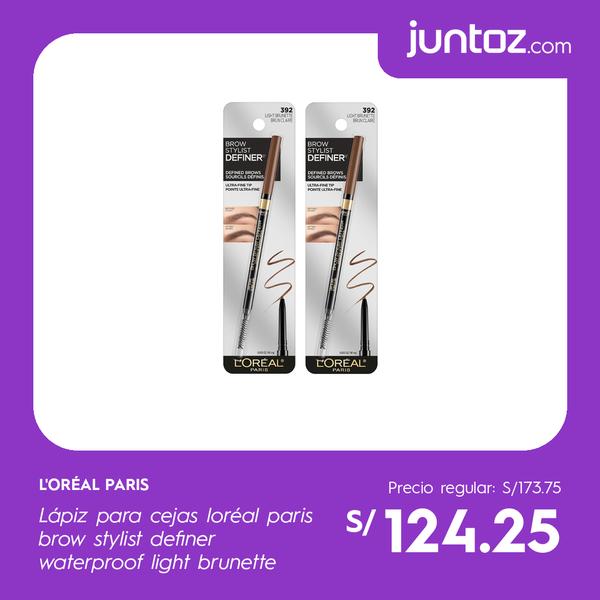 juntoz.com
392
LIGHT BRUNETTE
BRUN CLAIRE
BROW
STYLIST
DEFINER
DEFINED BROWS
SOURCILS DÉFINIS
ULTRA-FINE TIP
POINTE ULTRA-FINE
L'ORÉAL
PARIS
392
LIGHT BRUNETTE
BRUN CLAIRE
BROW
STYLIST
DEFINER
DEFINED BROWS
SOURCILS DÉFINIS
ULTRA-FINE TIP
POINTE ULTRA-FINE
L'ORÉAL
PARIS
L'ORÉAL PARIS
Lápiz para cejas loréal paris
brow stylist definer
waterproof light brunette
Precio regular: S/173.75
S/124.25